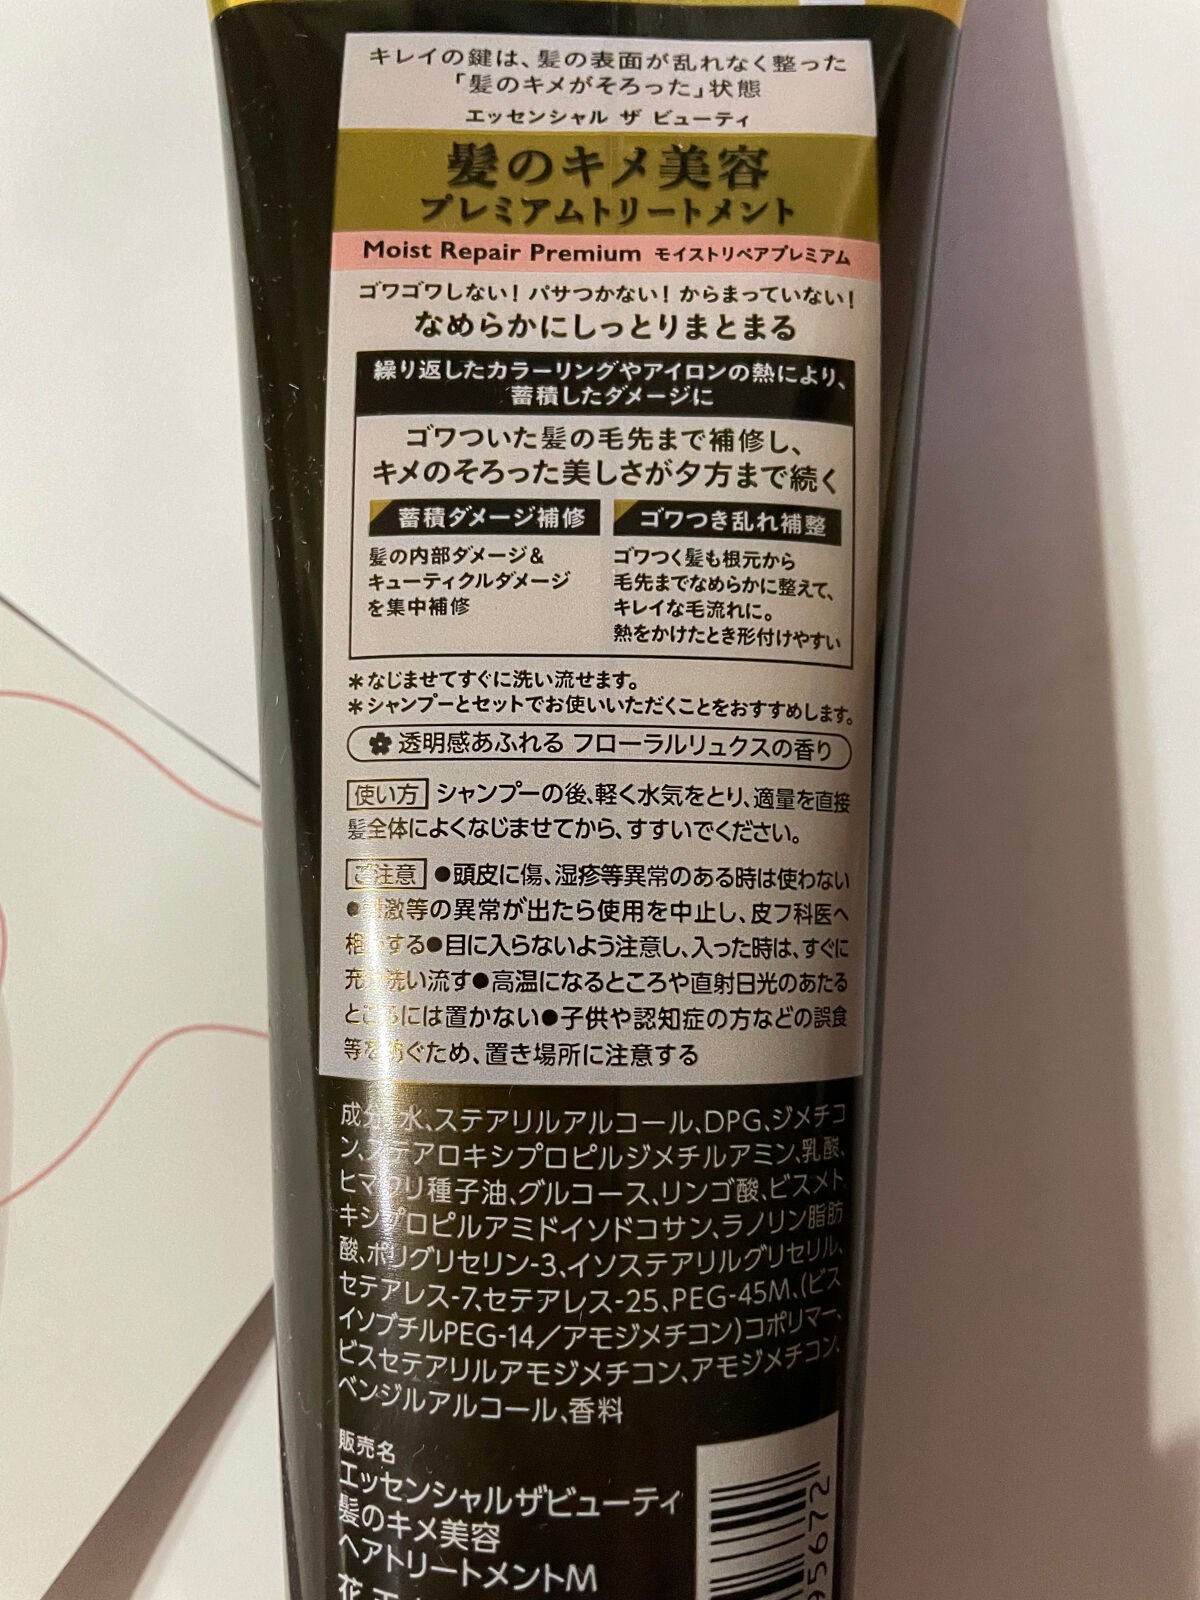 キレイの鍵は、髪の表面が乱れなく整った
「髪のキメがそろった」状態
エッセンシャル ザ ビューティ
髪のキメ美容
プレミアムトリートメント
Moist Repair Premium モイストリペアプレミアム
ゴワゴワしない！パサつかない！からまっていない！
なめらかにしっとりまとまる
繰り返したカラーリングやアイロンの熱により、
蓄積したダメージに
ゴワついた髪の毛先まで補修し、
キメのそろった美しさが夕方まで続く
蓄積ダメージ補修
髪の内部ダメージ＆
キューティクルダメージ
を集中補修
ゴワつき乱れ補整
ゴワつく髪も根元から
毛先までなめらかに整えて、
キレイな毛流れに。
熱をかけたとき形付けやすい
＊なじませてすぐに洗い流せます。
＊シャンプーとセットでお使いいただくことをおすすめします。
透明感あふれる フローラルリュクスの香り
使い方 シャンプーの後、軽く水気をとり、適量を直接
髪全体によくなじませてから、すすいでください。
ご注意 ●頭皮に傷、湿疹等異常のある時は使わない
●刺激等の異常が出たら使用を中止し、皮フ科医へ
相談する●目に入らないよう注意し、入った時は、すぐに
充分洗い流す●高温になるところや直射日光のあたる
ところには置かない●子供や認知症の方などの誤食
等を防ぐため、置き場所に注意する
成分 水、ステアリルアルコール、DPG、ジメチコ
ン、ステアロキシプロピルジメチルアミン、乳酸、
ヒマワリ種子油、グルコース、リンゴ酸、ビスメト
キシプロピルアミドイソドコサン、ラノリン脂肪
酸、ポリグリセリン-3、イソステアリルグリセリル、
セテアレス-7、セテアレス-25、PEG-45M、(ビス
イソブチルPEG-14／アモジメチコン)コポリマー、
ビスセテアリルアモジメチコン、アモジメチコン、
ベンジルアルコール、香料
販売名
エッセンシャルザビューティ
髪のキメ美容
ヘアトリートメントM
95672